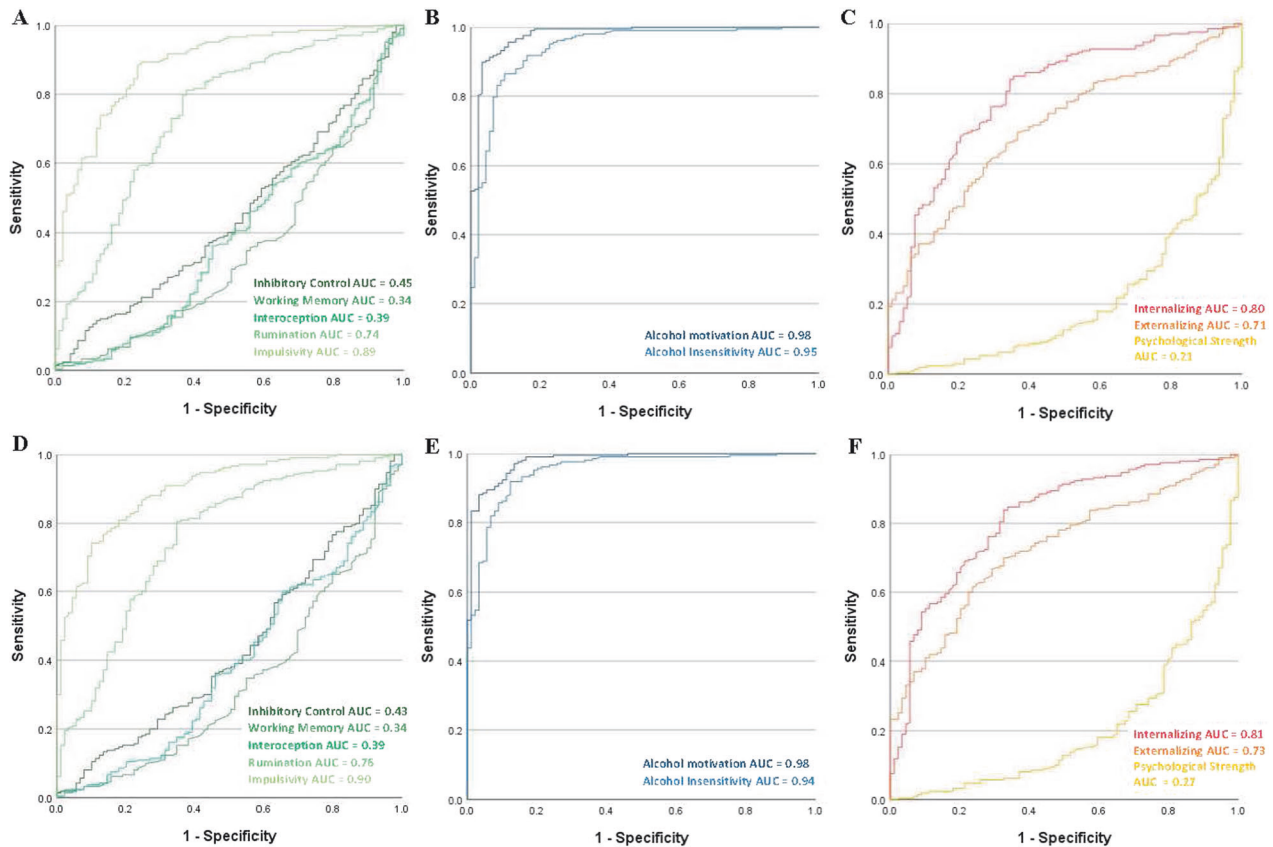 A
B
C
1.0
0.8
0.6
0.4
0.2
0.0
Sensitivity
Inhibitory Control AUC = 0.45
Working Memory AUC = 0.34
Interoception AUC = 0.39
Rumination AUC = 0.74
Impulsivity AUC = 0.89
0.0 0.2 0.4 0.6 0.8 1.0
1 - Specificity
1.0
0.8
0.6
0.4
0.2
0.0
Sensitivity
Alcohol motivation AUC = 0.98
Alcohol Insensitivity AUC = 0.95
0.0 0.2 0.4 0.6 0.8 1.0
1 - Specificity
1.0
0.8
0.6
0.4
0.2
0.0
Sensitivity
Internalizing AUC = 0.80
Externalizing AUC = 0.71
Psychological Strength
AUC = 0.21
0.0 0.2 0.4 0.6 0.8 1.0
1 - Specificity
D
E
F
1.0
0.8
0.6
0.4
0.2
0.0
Sensitivity
Inhibitory Control AUC = 0.43
Working Memory AUC = 0.34
Interoception AUC = 0.39
Rumination AUC = 0.75
Impulsivity AUC = 0.90
0.0 0.2 0.4 0.6 0.8 1.0
1 - Specificity
1.0
0.8
0.6
0.4
0.2
0.0
Sensitivity
Alcohol motivation AUC = 0.98
Alcohol Insensitivity AUC = 0.94
0.0 0.2 0.4 0.6 0.8 1.0
1 - Specificity
1.0
0.8
0.6
0.4
0.2
0.0
Sensitivity
Internalizing AUC = 0.81
Externalizing AUC = 0.73
Psychological Strength
AUC = 0.27
0.0 0.2 0.4 0.6 0.8 1.0
1 - Specificity